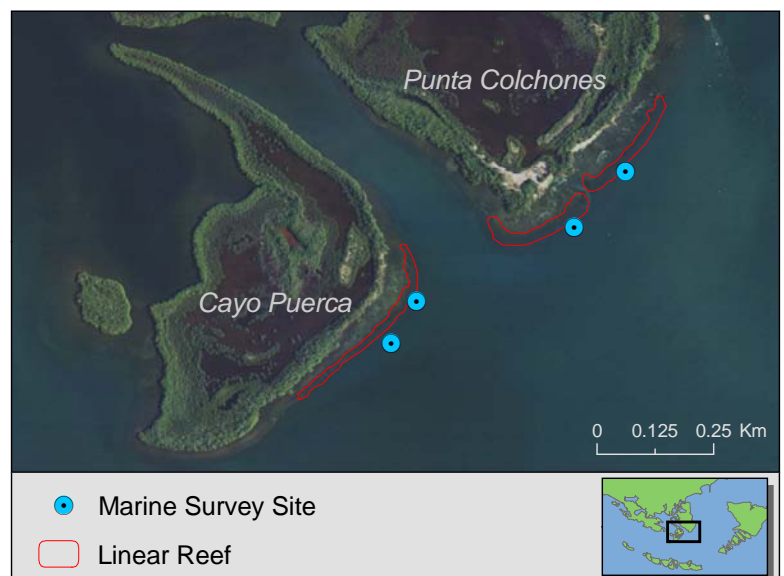 Punta Colchones
Cayo Puerca
0 0.125 0.25 Km
Marine Survey Site
Linear Reef